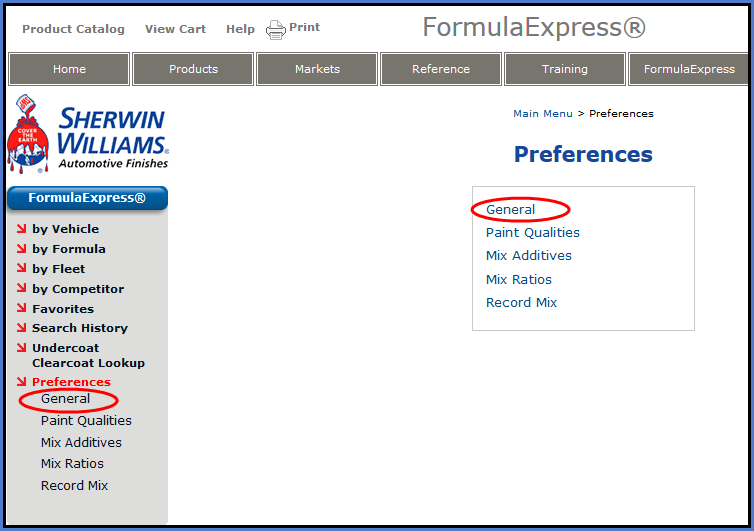 Product Catalog View Cart Help Print
FormulaExpress®
Home Products Markets Reference Training FormulaExpress
SWP
COVER
THE
EARTH
SHERWIN
WILLIAMS®
Automotive Finishes
FormulaExpress®
by Vehicle
by Formula
by Fleet
by Competitor
Favorites
Search History
Undercoat
Clearcoat Lookup
Preferences
General
Paint Qualities
Mix Additives
Mix Ratios
Record Mix
Main Menu > Preferences
Preferences
General
Paint Qualities
Mix Additives
Mix Ratios
Record Mix